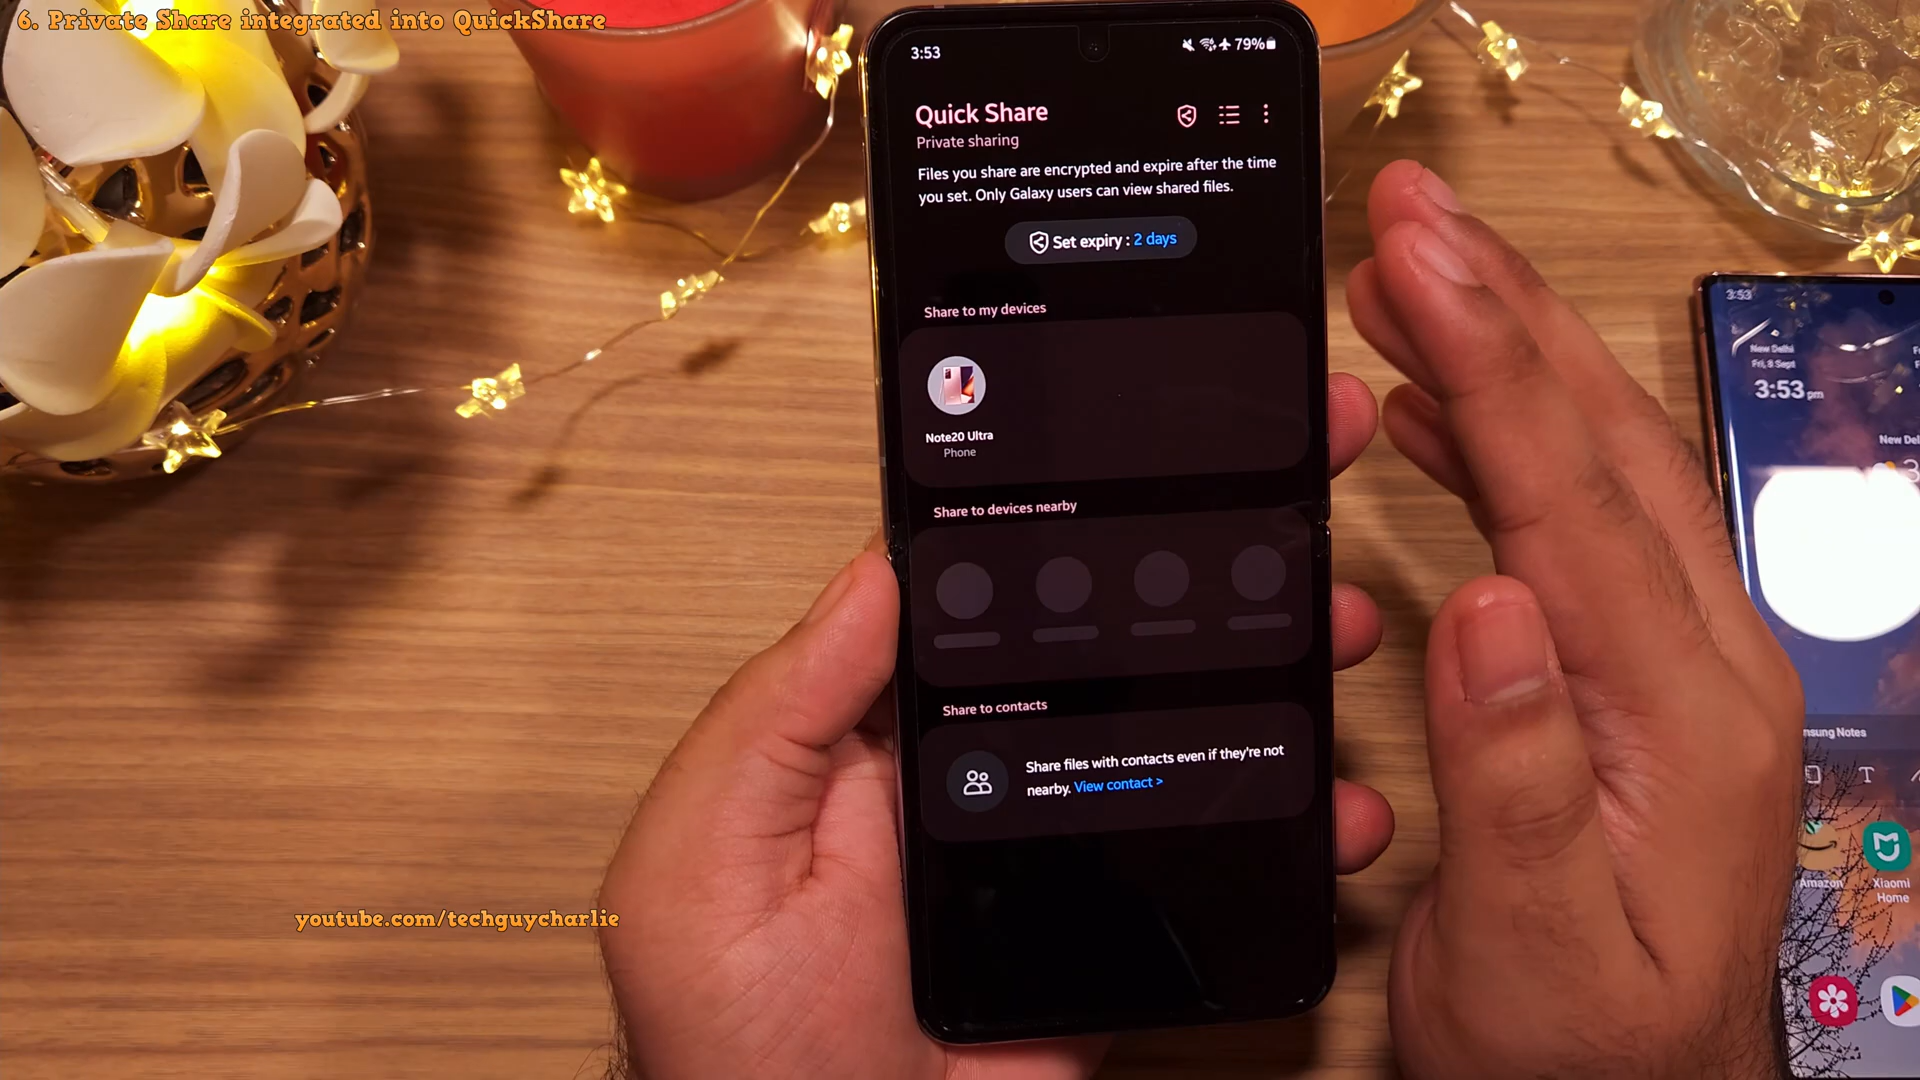 6. Private Share integrated into QuickShare
3:53
79%
Quick Share
Private sharing
Files you share are encrypted and expire after the time
you set. Only Galaxy users can view shared files.
Set expiry : 2 days
Share to my devices
Note20 Ultra
Phone
Share to devices nearby
Share to contacts
Share files with contacts even if they're not
nearby. View contact >
youtube.com/techguycharlie
3:53
New Delhi
Fri, 8 Sept
3:53 pm
New Del
nsung Notes
T
Amazon
Xiaomi
Home